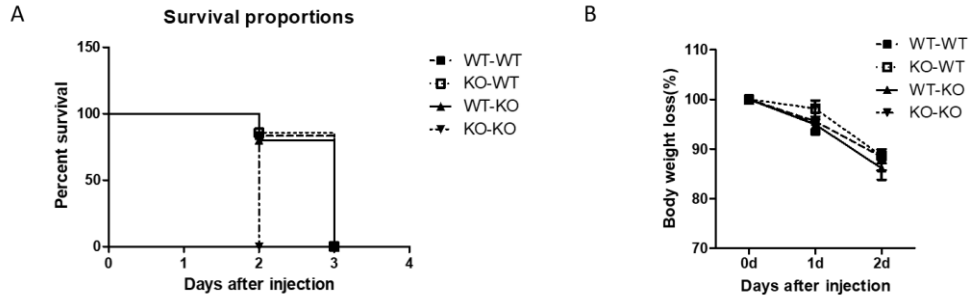 A
Survival proportions
Percent survival
150
100
50
0
0 1 2 3 4
Days after injection
WT-WT
KO-WT
WT-KO
KO-KO
B
Body weight loss(%)
110
100
90
80
70
0d 1d 2d
Days after injection
WT-WT
KO-WT
WT-KO
KO-KO